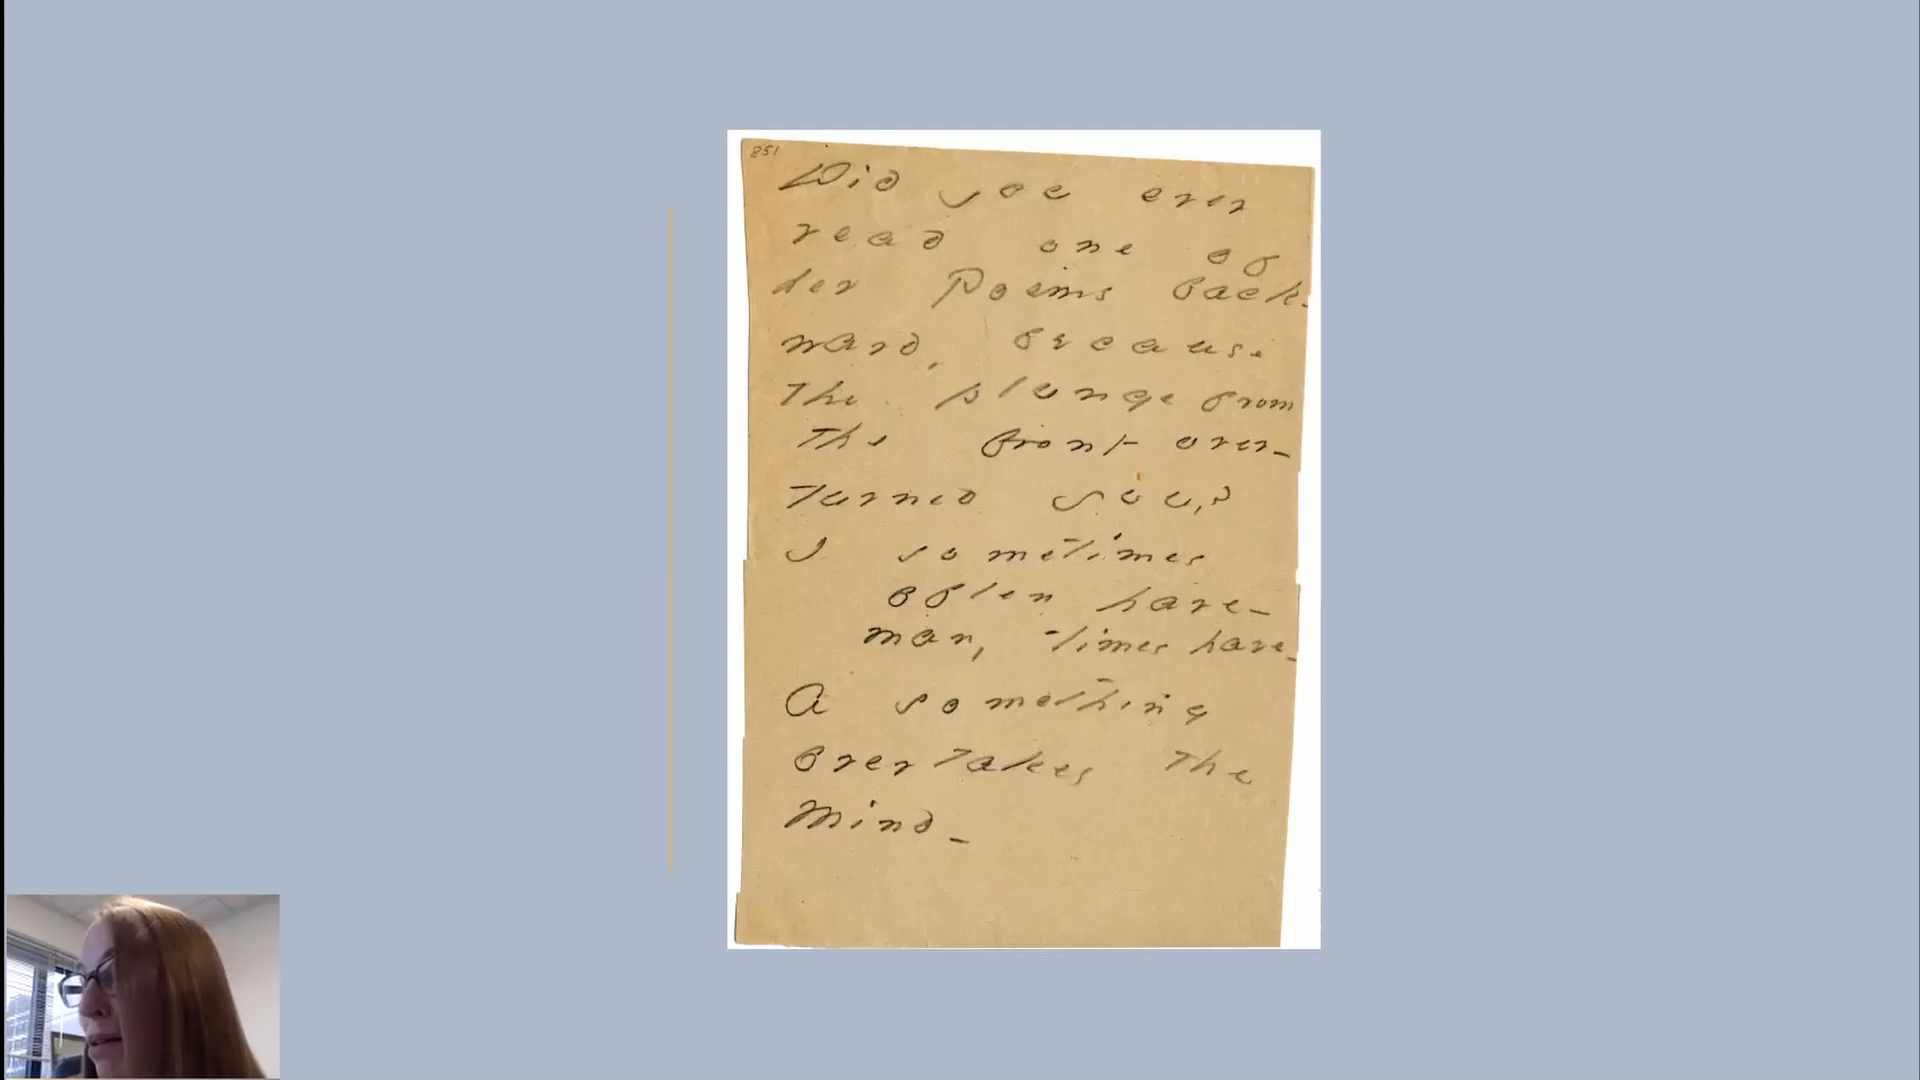 851
Did you ever
read one of
her Poems back-
ward, because
the plunge from
the front over-
turned you?
I sometimes
often have-
many times have-
A something
overtakes the
Mind-